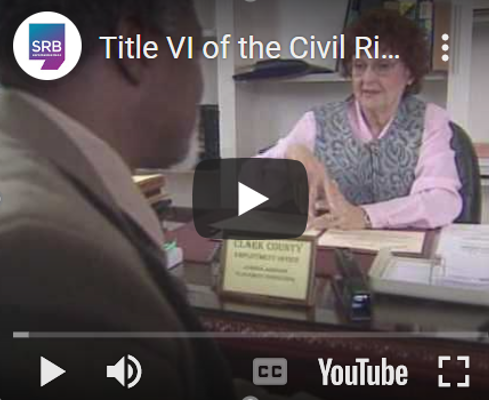 SRB
Title VI of the Civil Ri...
CLARK COUNTY
EMPLOYMENT OFFICE
CC
YouTube